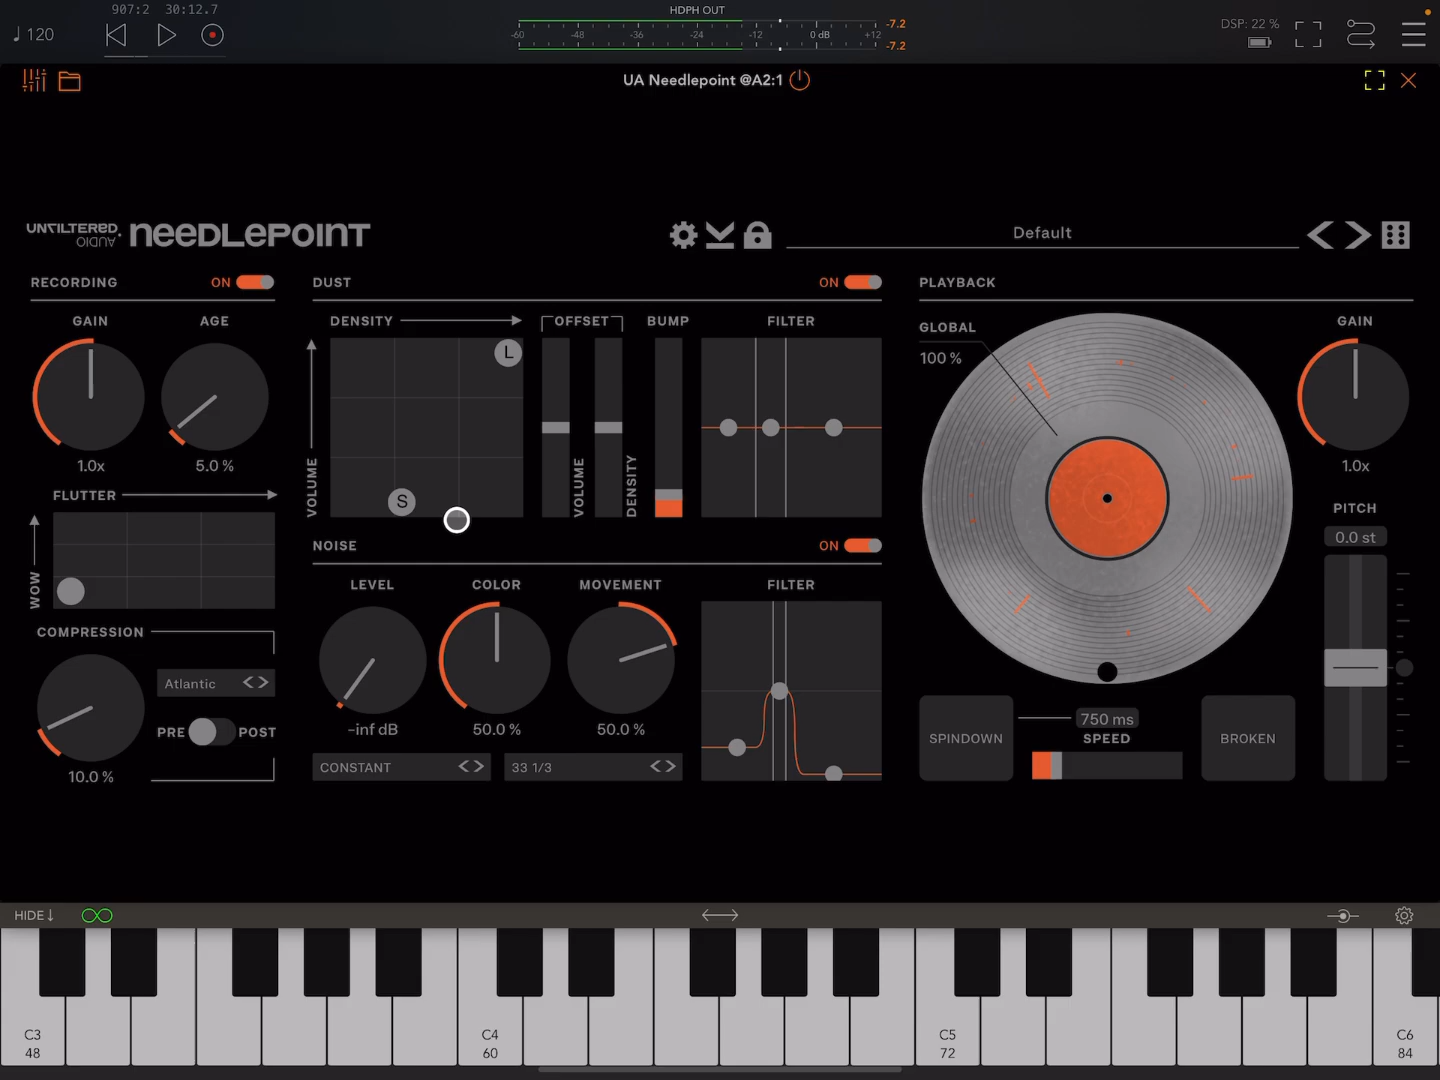 907:2 30:12.7
HDPH OUT
120
-60 -48 -36 -24 -12 0 dB +12
-7.2
-7.2
DSP: 22 %
UA Needlepoint @A2:1
UNFILTERED AUDIO
NEEDLEPOINT
Default
RECORDING ON
DUST ON
PLAYBACK
GAIN AGE
1.0x 5.0 %
FLUTTER
WOW
COMPRESSION
Atlantic
PRE POST
10.0 %
DENSITY
VOLUME
L
S
OFFSET
VOLUME
DENSITY
BUMP
FILTER
NOISE ON
LEVEL COLOR MOVEMENT FILTER
-inf dB 50.0 % 50.0 %
CONSTANT 33 1/3
GLOBAL
100 %
GAIN
1.0x
PITCH
0.0 st
SPINDOWN
750 ms
SPEED
BROKEN
HIDE↓
C3 C4 C5 C6
48 60 72 84